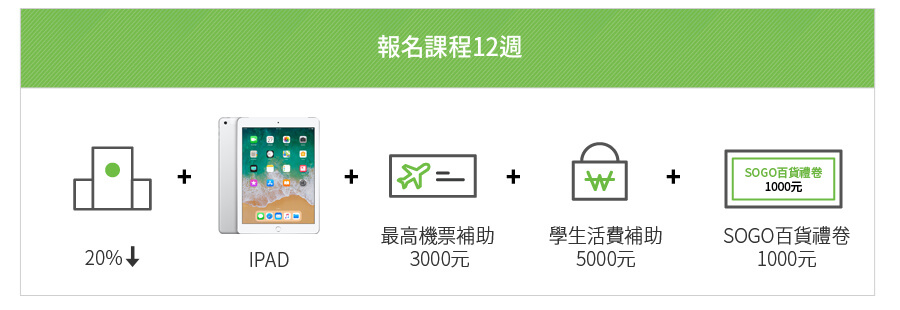 報名課程12週
SOGO百貨禮卷
1000元
20%
IPAD
最高機票補助
3000元
學生活費補助
5000元
SOGO百貨禮卷
1000元